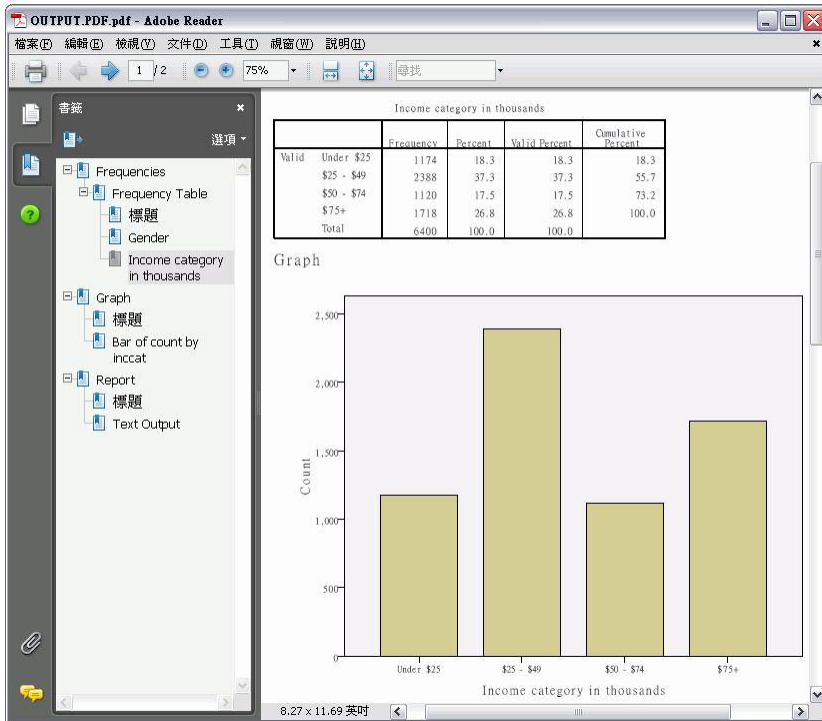 OUTPUT.PDF.pdf - Adobe Reader
檔案(F) 編輯(E) 檢視(V) 文件(D) 工具(T) 視窗(W) 說明(H)
1 / 2 75% 尋找
書籤
選項
Frequencies
Frequency Table
標題
Gender
Income category in thousands
Graph
標題
Bar of count by inccat
Report
標題
Text Output
Income category in thousands
Frequency Percent Valid Percent Cumulative Percent
Valid Under $25 1174 18.3 18.3 18.3
$25 - $49 2388 37.3 37.3 55.7
$50 - $74 1120 17.5 17.5 73.2
$75+ 1718 26.8 26.8 100.0
Total 6400 100.0 100.0
Graph
2,500
2,000
1,500
1,000
500
0
Count
Under $25 $25 - $49 $50 - $74 $75+
Income category in thousands
8.27 x 11.69 英吋